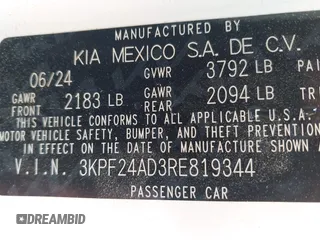 MANUFACTURED BY
KIA MEXICO S.A. DE C.V.
06/24 GVWR 3792 LB PAI
GAWR FRONT 2183 LB GAWR REAR 2094 LB TR
THIS VEHICLE CONFORMS TO ALL APPLICABLE U.S.A.
MOTOR VEHICLE SAFETY, BUMPER, AND THEFT PREVENTION
IN EFFECT ON THE DATE OF MANUFACTURE SHOWN A
V.I.N. 3KPF24AD3RE819344
PASSENGER CAR
DREAMBID